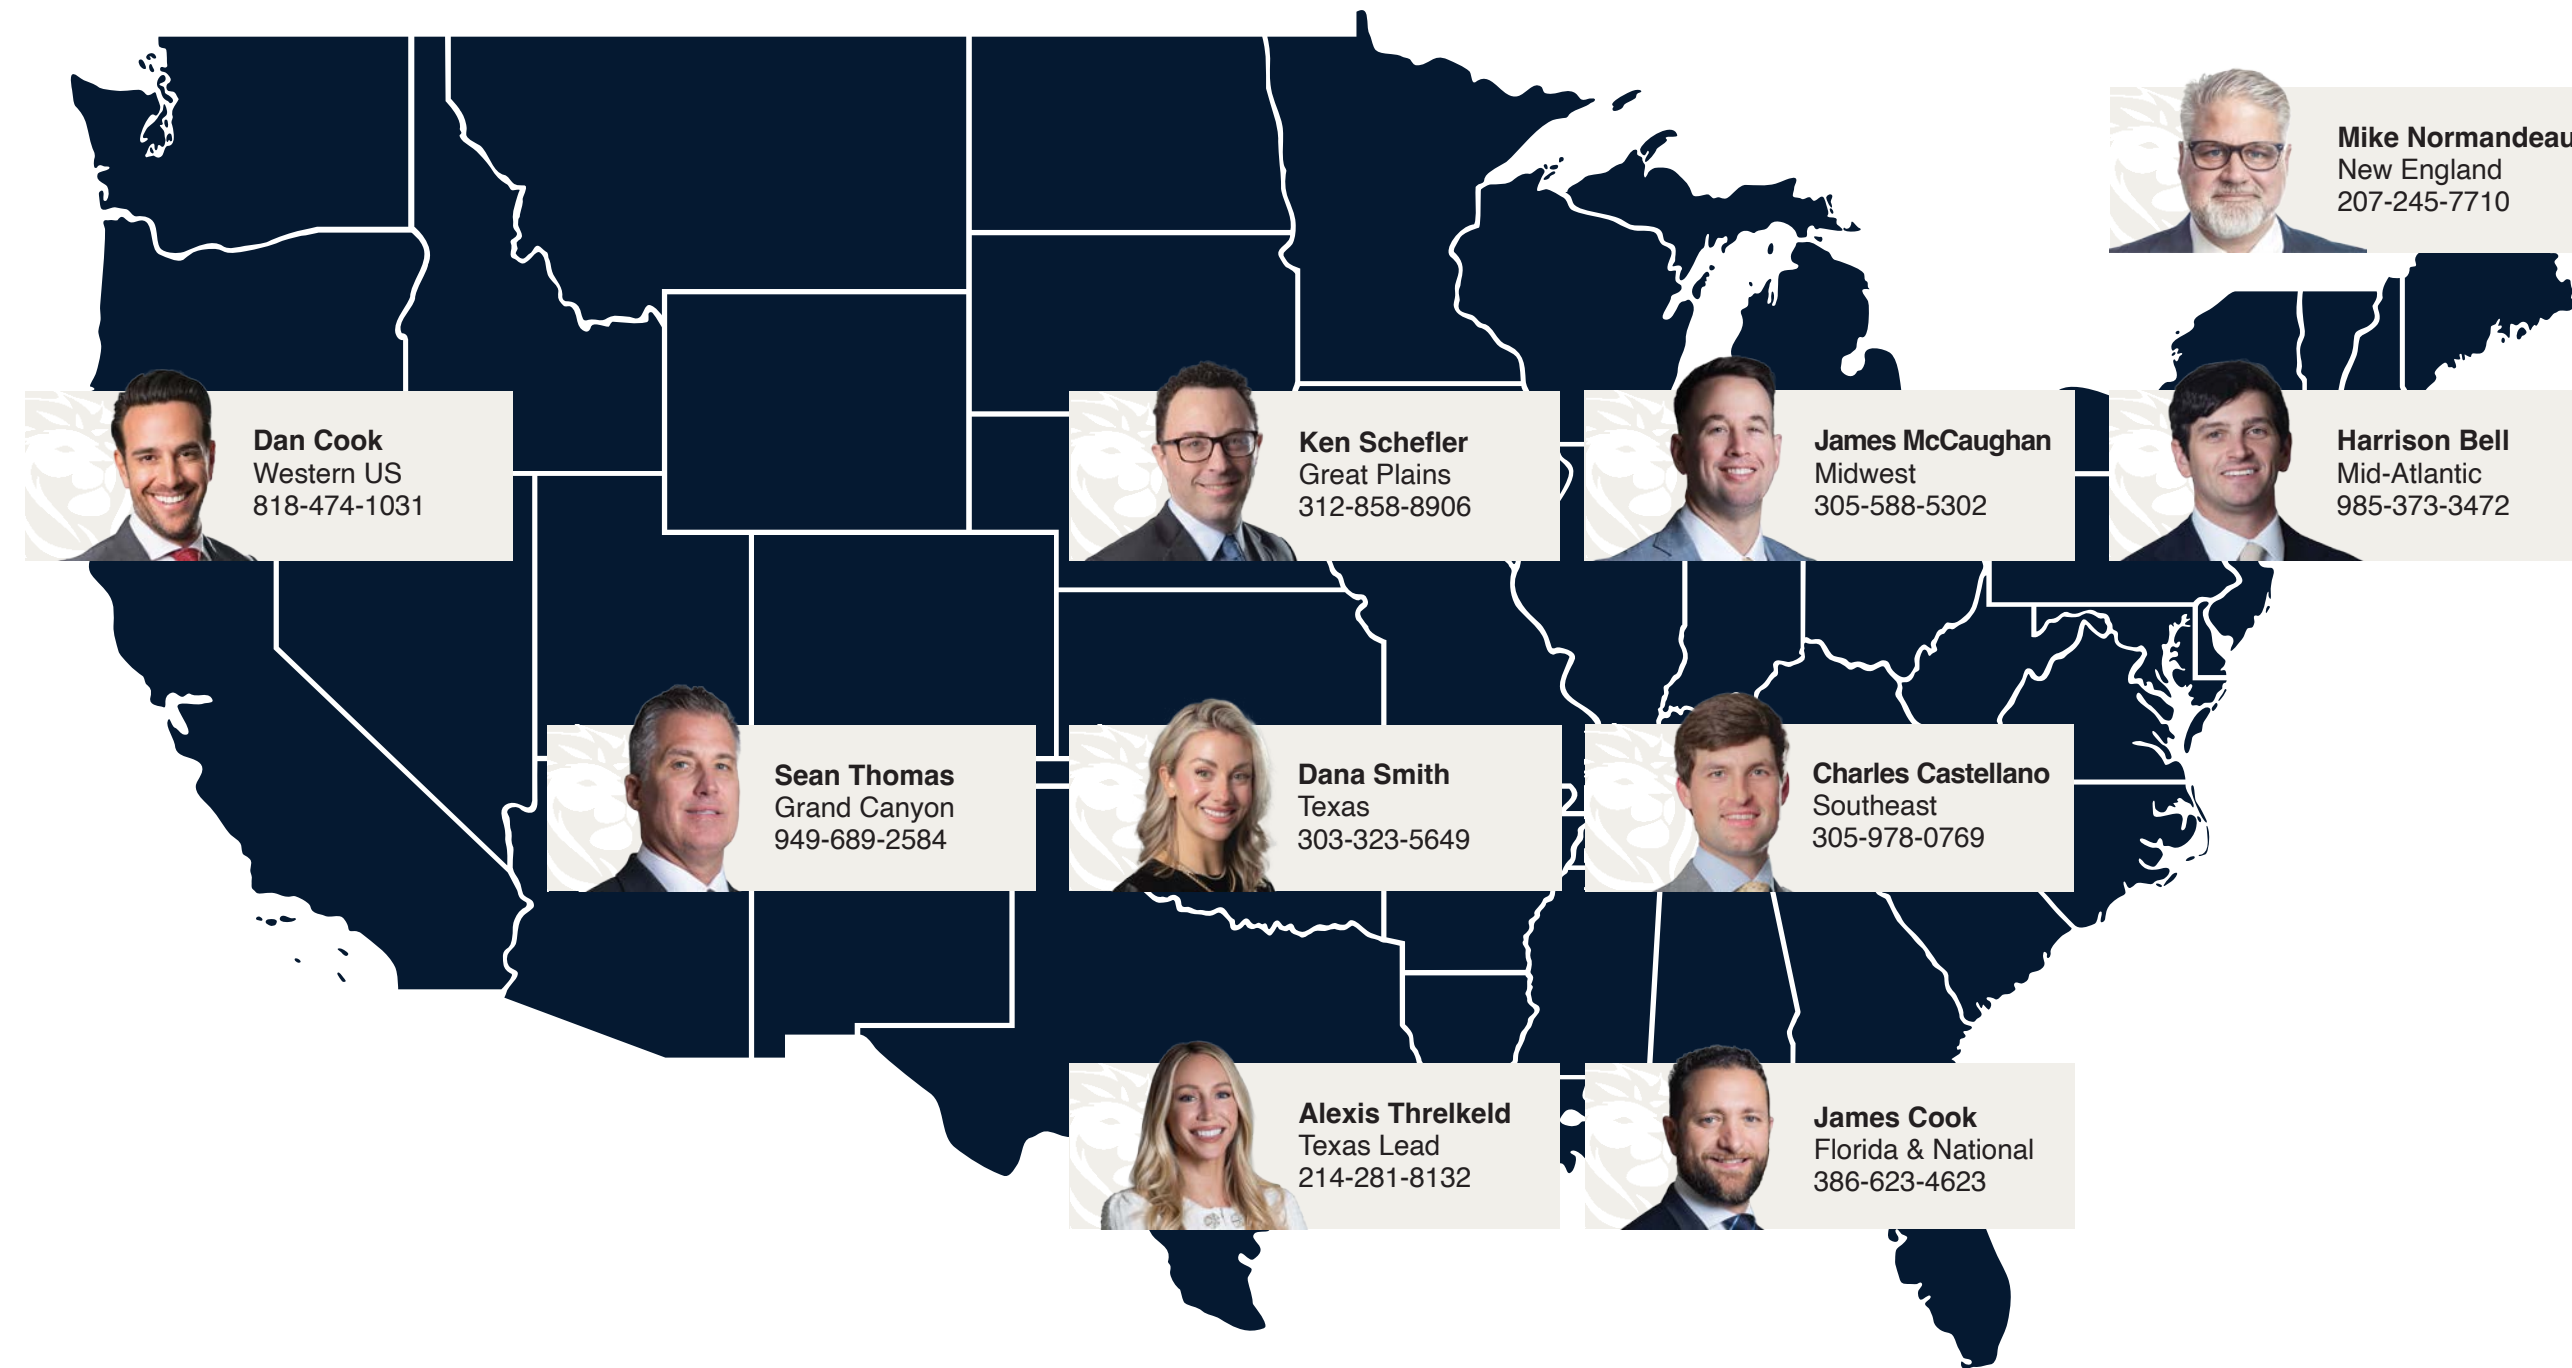 Mike Normandeau
New England
207-245-7710
Dan Cook
Western US
818-474-1031
Ken Schefler
Great Plains
312-858-8906
James McCaughan
Midwest
305-588-5302
Harrison Bell
Mid-Atlantic
985-373-3472
Sean Thomas
Grand Canyon
949-689-2584
Dana Smith
Texas
303-323-5649
Charles Castellano
Southeast
305-978-0769
Alexis Threlkeld
Texas Lead
214-281-8132
James Cook
Florida & National
386-623-4623